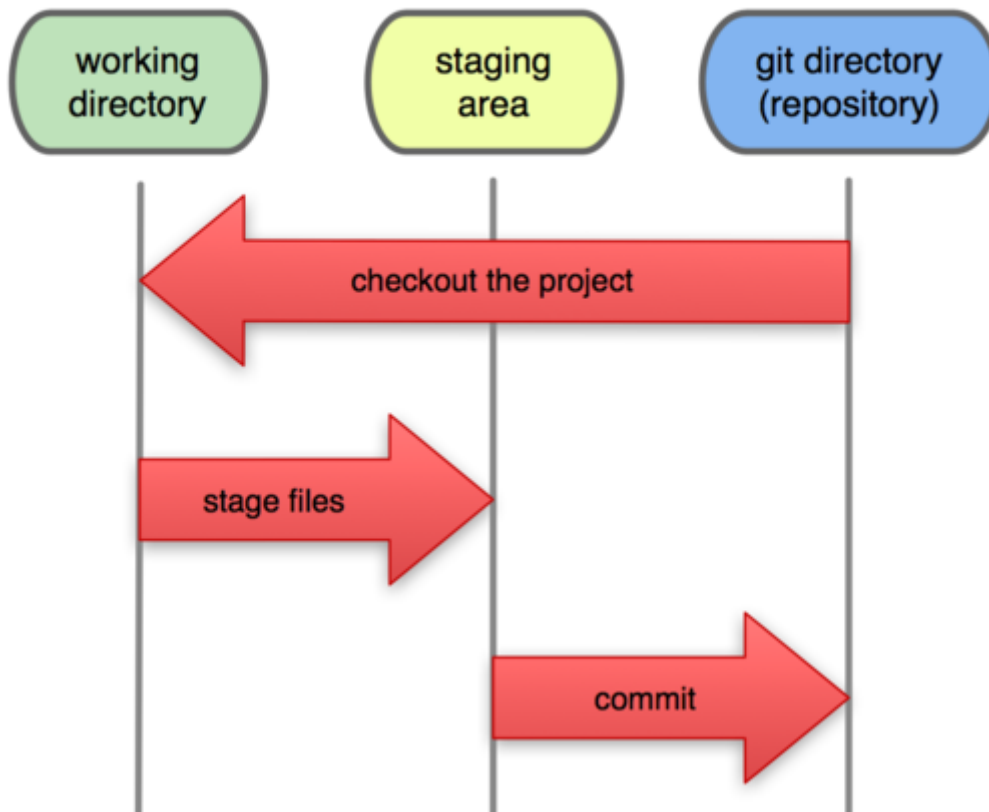 working
directory
staging
area
git directory
(repository)
checkout the project
stage files
commit